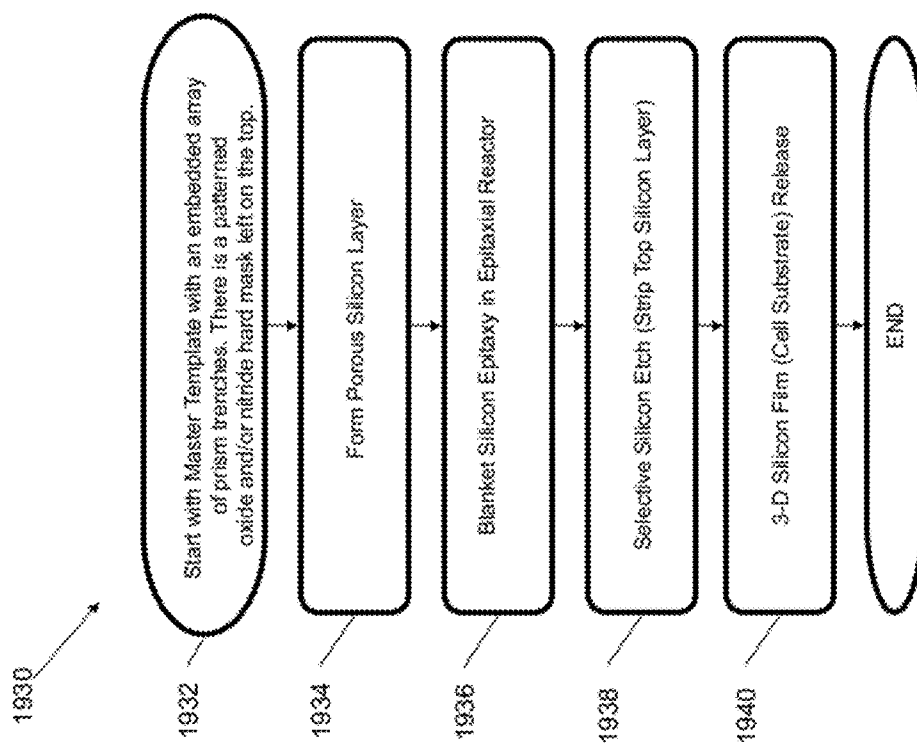 1930
1932
Start with Master Template with an embedded array
of prism trenches. There is a patterned
oxide and/or nitride hard mask left on the top.
1934
Form Porous Silicon Layer
1936
Blanket Silicon Epitaxy in Epitaxial Reactor
1938
Selective Silicon Etch (Strip Top Silicon Layer)
1940
3-D Silicon Film (Cell Substrate) Release
END